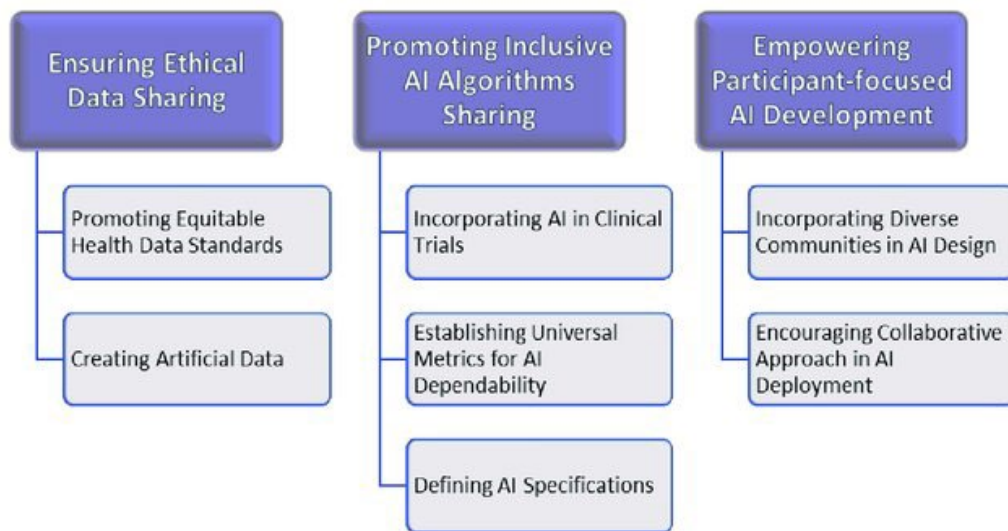 Ensuring Ethical
Data Sharing
Promoting Equitable
Health Data Standards
Creating Artificial Data
Promoting Inclusive
AI Algorithms
Sharing
Incorporating AI in Clinical
Trials
Establishing Universal
Metrics for AI
Dependability
Defining AI Specifications
Empowering
Participant-focused
AI Development
Incorporating Diverse
Communities in AI Design
Encouraging Collaborative
Approach in AI
Deployment